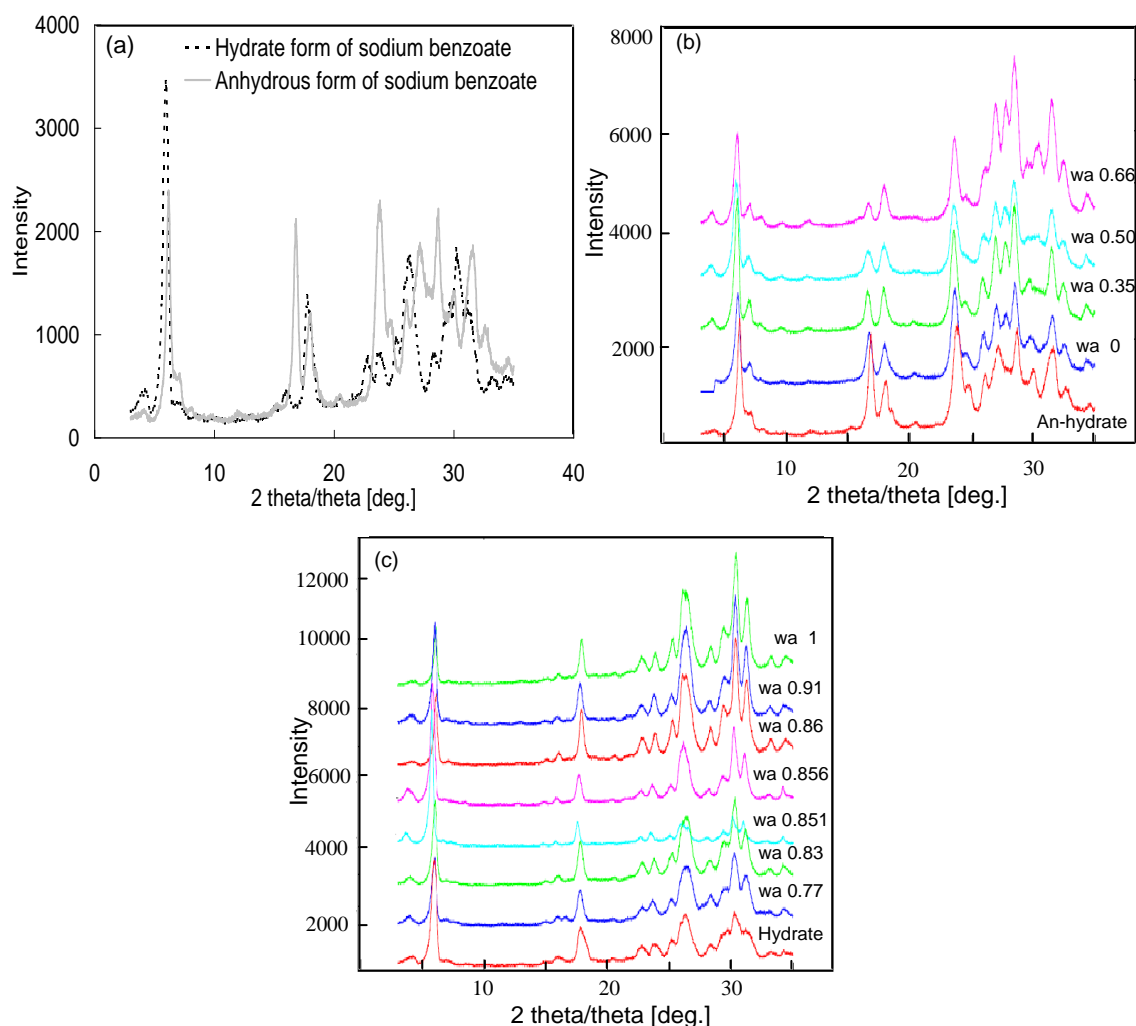 (a)
Hydrate form of sodium benzoate
Anhydrous form of sodium benzoate
4000
3000
2000
1000
0
Intensity
0 10 20 30 40
2 theta/theta [deg.]
(b)
8000
6000
4000
2000
Intensity
wa 0.66
wa 0.50
wa 0.35
wa 0
An-hydrate
10 20 30
2 theta/theta [deg.]
(c)
12000
10000
8000
6000
4000
2000
Intensity
wa 1
wa 0.91
wa 0.86
wa 0.856
wa 0.851
wa 0.83
wa 0.77
Hydrate
10 20 30
2 theta/theta [deg.]